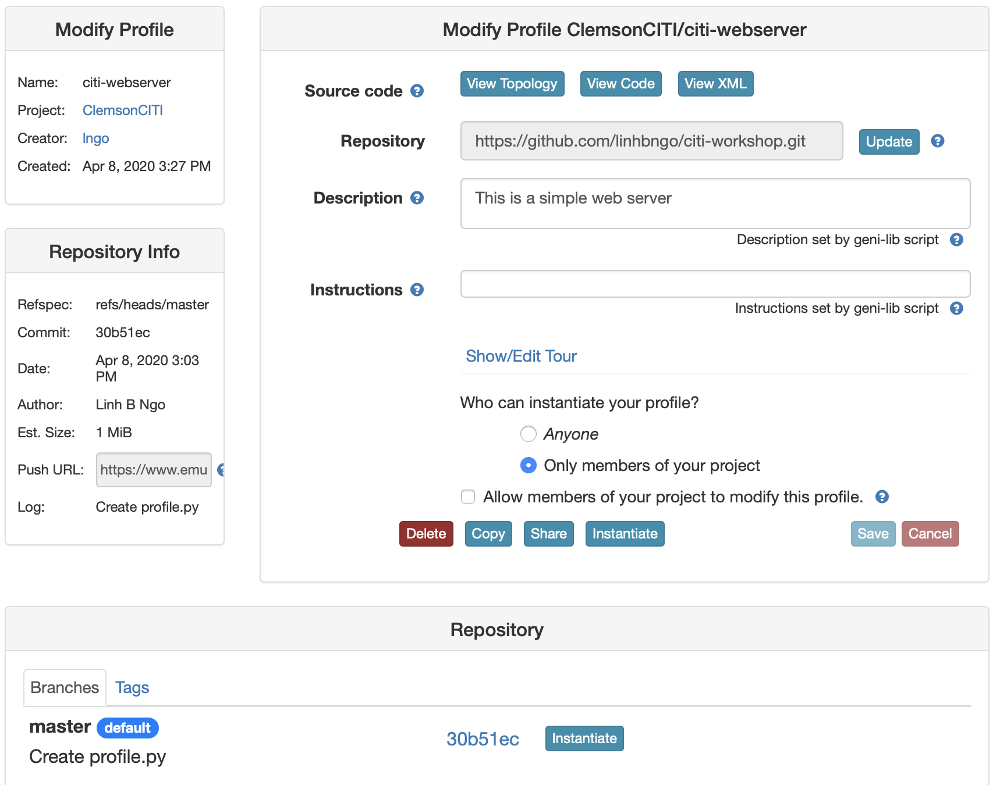 Modify Profile
Name: citi-webserver
Project: ClemsonCITI
Creator: lngo
Created: Apr 8, 2020 3:27 PM
Repository Info
Refspec: refs/heads/master
Commit: 30b51ec
Date: Apr 8, 2020 3:03
PM
Author: Linh B Ngo
Est. Size: 1 MiB
Push URL: https://www.emu
Log: Create profile.py
Modify Profile ClemsonCITI/citi-webserver
Source code ? View Topology View Code View XML
Repository https://github.com/linhbngo/citi-workshop.git Update ?
Description ? This is a simple web server
Description set by geni-lib script ?
Instructions ?
Instructions set by geni-lib script ?
Show/Edit Tour
Who can instantiate your profile?
Anyone
Only members of your project
Allow members of your project to modify this profile. ?
Delete Copy Share Instantiate Save Cancel
Repository
Branches Tags
master default
30b51ec Instantiate
Create profile.py